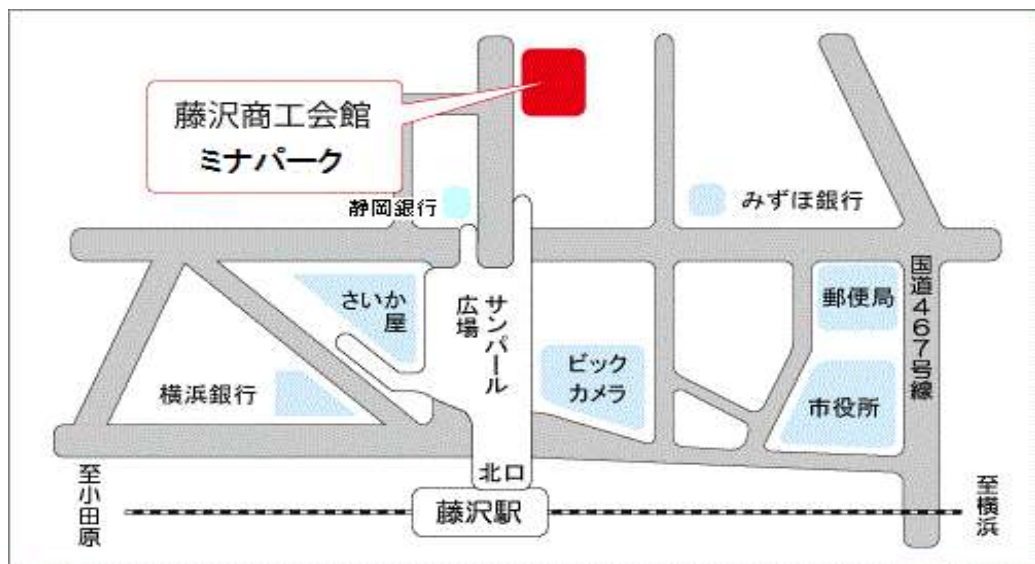 藤沢商工会館
ミナパーク
静岡銀行
みずほ銀行
さいか
屋
サンパール
広場
ビック
カメラ
郵便局
市役所
国道467号線
横浜銀行
北口
藤沢駅
至小田原
至横浜